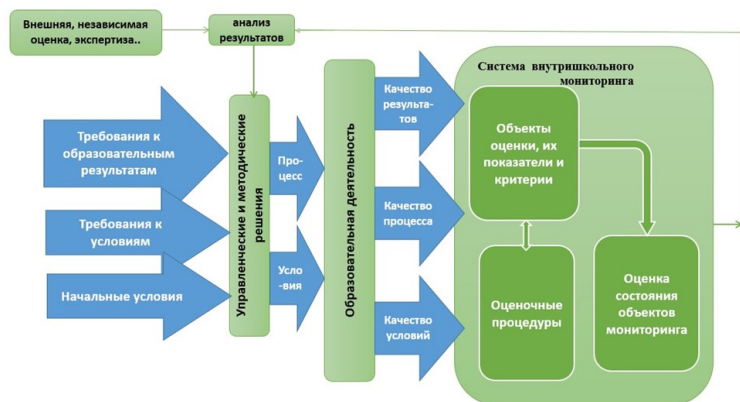 Внешняя, независимая
оценка, экспертиза..
анализ
результатов
Требования к
образовательным
результатам
Требования к
условиям
Начальные условия
Управленческие и методические
решения
Про-
цесс
Усло
-вия
Образовательная деятельность
Качество
результа-
тов
Качество
процесса
Качество
условий
Система внутришкольного
мониторинга
Объекты
оценки, их
показатели и
критерии
Оценочные
процедуры
Оценка
состояния
объектов
мониторинга